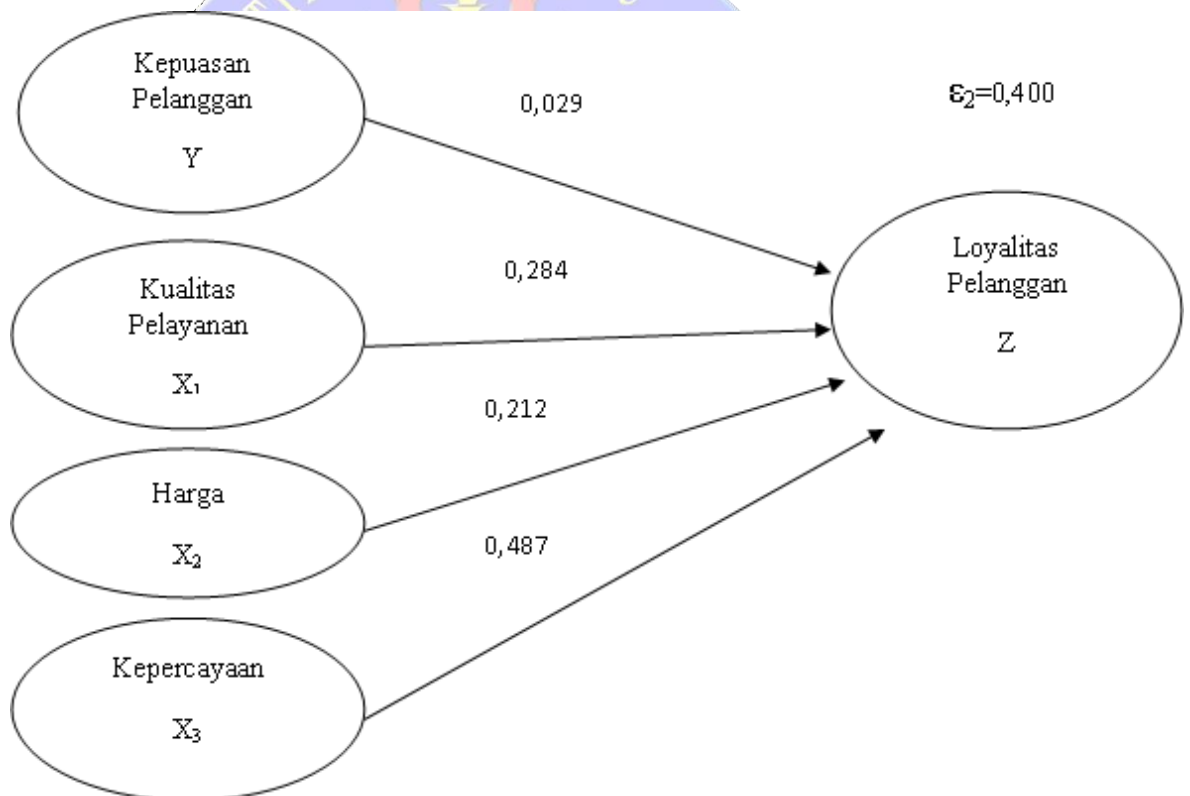 Kepuasan
Pelanggan
Y
0,029
ε₂=0,400
Kualitas
Pelayanan
X₁
0,284
Loyalitas
Pelanggan
Z
Harga
X₂
0,212
Kepercayaan
X₃
0,487